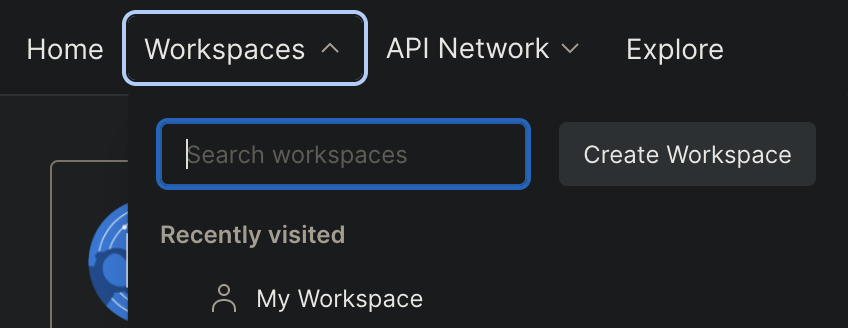 Home Workspaces API Network Explore
Search workspaces Create Workspace
Recently visited
My Workspace